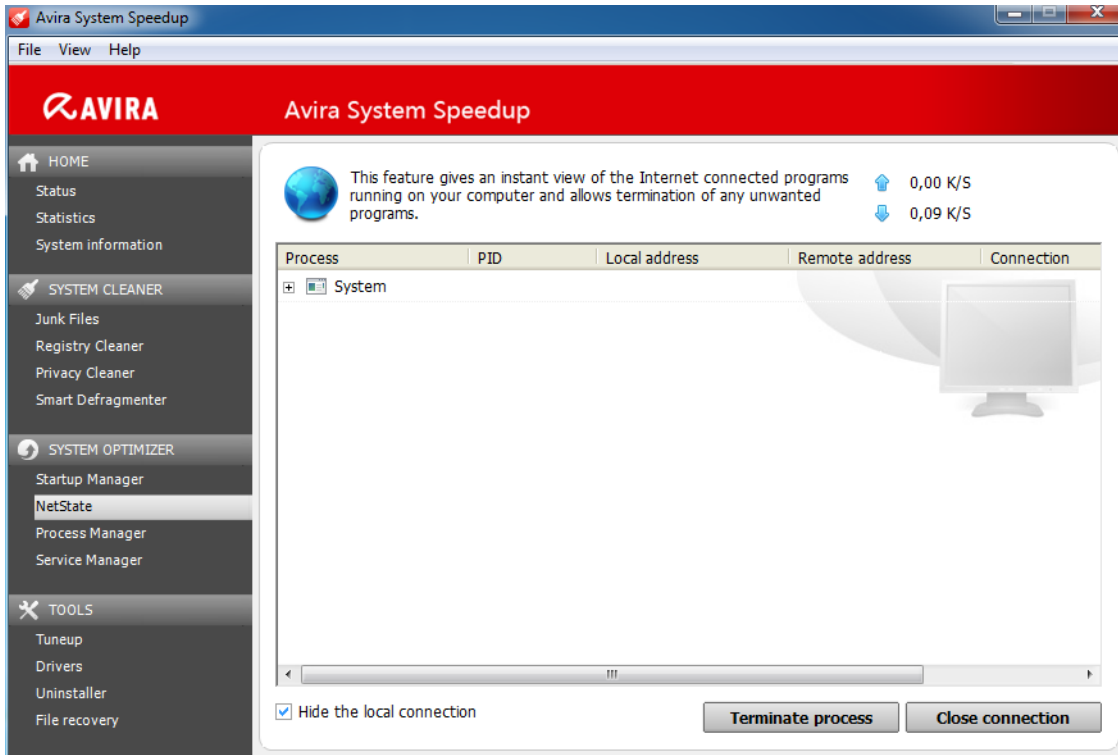 Avira System Speedup
File View Help
AVIRA
Avira System Speedup
HOME
Status
Statistics
System information
SYSTEM CLEANER
Junk Files
Registry Cleaner
Privacy Cleaner
Smart Defragmenter
SYSTEM OPTIMIZER
Startup Manager
NetState
Process Manager
Service Manager
TOOLS
Tuneup
Drivers
Uninstaller
File recovery
This feature gives an instant view of the Internet connected programs
running on your computer and allows termination of any unwanted
programs.
0,00 K/S
0,09 K/S
Process PID Local address Remote address Connection
System
Hide the local connection
Terminate process Close connection